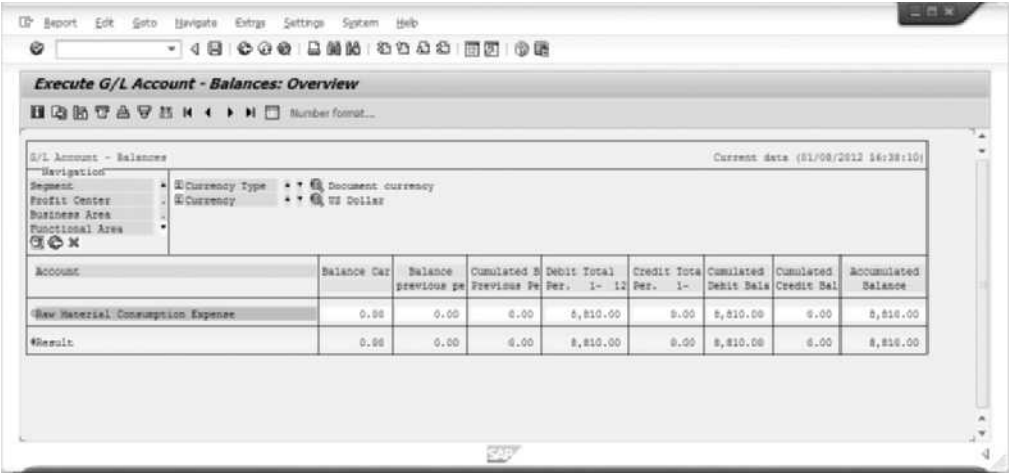 Report Edit Goto Navigate Extras Settings System Help
Execute G/L Account - Balances: Overview
Number format...
G/L Account - Balances Current data (01/08/2012 16:38:10)
Navigation
Segment Currency Type Document currency
Profit Center Currency US Dollar
Business Area
Functional Area
Account Balance Car Balance Cumulated B Debit Total Credit Tota Cumulated Cumulated Accumulated
previous pe Previous Pe Per. 1- 12 Per. 1- Debit Bala Credit Bal Balance
Raw Material Consumption Expense 0.00 0.00 0.00 8,810.00 0.00 8,810.00 0.00 8,810.00
Result 0.00 0.00 0.00 8,810.00 0.00 8,810.00 0.00 8,810.00
SAP